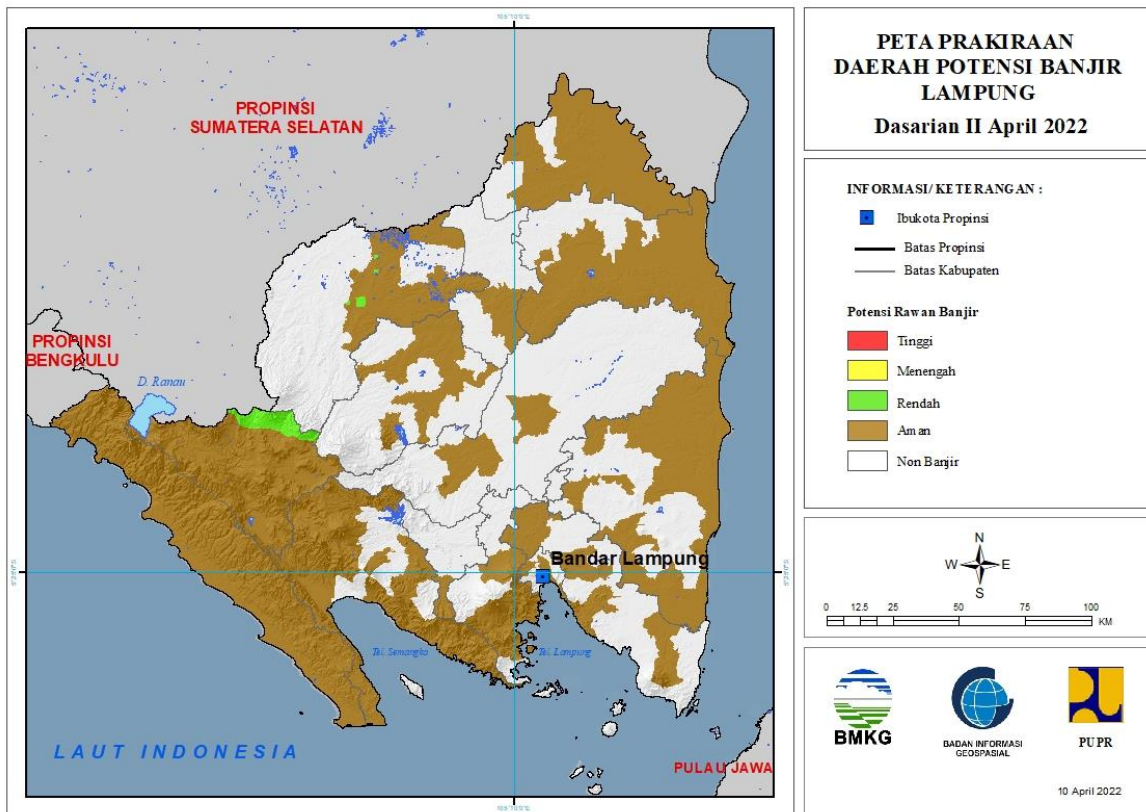 PETA PRAKIRAAN
DAERAH POTENSI BANJIR
LAMPUNG
Dasarian II April 2022
INFORMASI/KETERANGAN :
Ibukota Propinsi
Batas Propinsi
Batas Kabupaten
Potensi Rawan Banjir
Tinggi
Menengah
Rendah
Aman
Non Banjir
N
W E
S
0 12.5 25 50 75 100
KM
BMKG
BADAN INFORMASI
GEOSPASIAL
PUPR
10 April 2022
PROPINSI
SUMATERA SELATAN
PROPINSI
BENGKULU
D. Ranau
Bandar Lampung
Tel. Semangka
Tel. Lampung
LAUT INDONESIA
PULAU JAWA